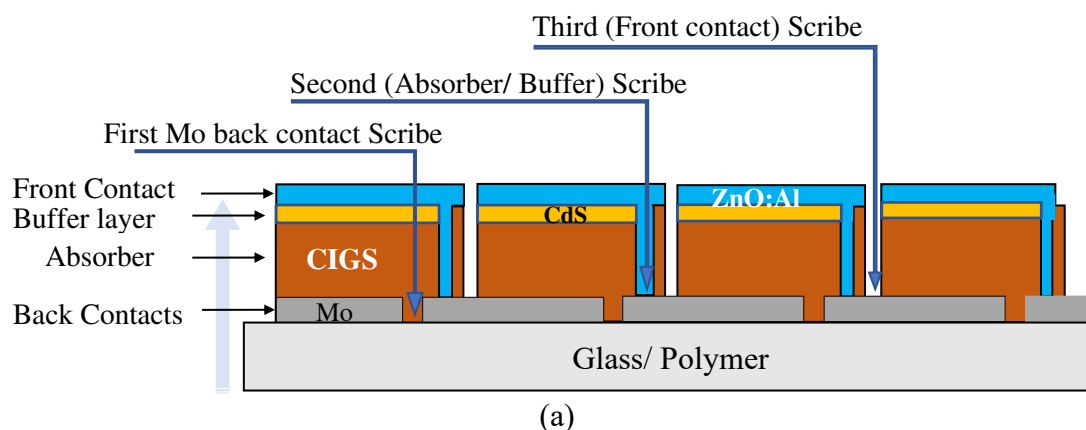 Third (Front contact) Scribe
Second (Absorber/ Buffer) Scribe
First Mo back contact Scribe
Front Contact
Buffer layer
Absorber
Back Contacts
ZnO:Al
CdS
CIGS
Mo
Glass/ Polymer
(a)